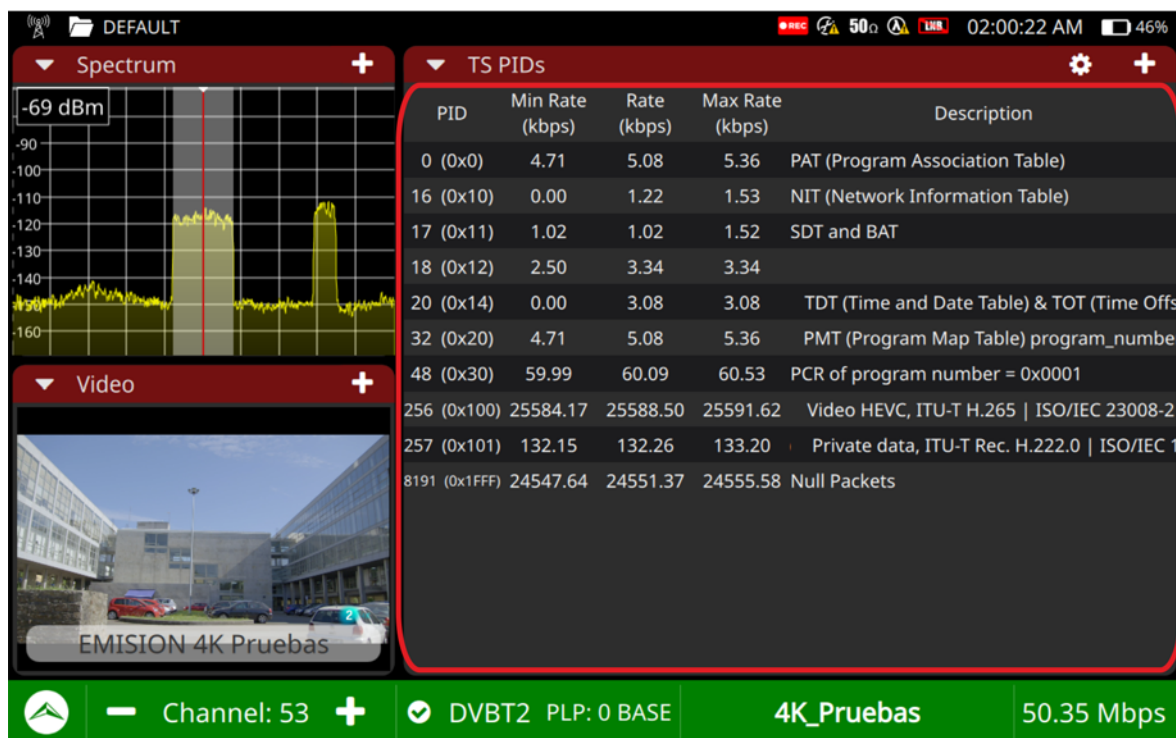 DEFAULT
REC 50Ω LNB 02:00:22 AM 46%
Spectrum
-69 dBm
-90
-100
-110
-120
-130
-140
-150
-160
Video
2
EMISION 4K Pruebas
TS PIDs
PID Min Rate (kbps) Rate (kbps) Max Rate (kbps) Description
0 (0x0) 4.71 5.08 5.36 PAT (Program Association Table)
16 (0x10) 0.00 1.22 1.53 NIT (Network Information Table)
17 (0x11) 1.02 1.02 1.52 SDT and BAT
18 (0x12) 2.50 3.34 3.34
20 (0x14) 0.00 3.08 3.08 TDT (Time and Date Table) & TOT (Time Offs
32 (0x20) 4.71 5.08 5.36 PMT (Program Map Table) program_numbe
48 (0x30) 59.99 60.09 60.53 PCR of program number = 0x0001
256 (0x100) 25584.17 25588.50 25591.62 Video HEVC, ITU-T H.265 | ISO/IEC 23008-2
257 (0x101) 132.15 132.26 133.20 Private data, ITU-T Rec. H.222.0 | ISO/IEC 1
8191 (0x1FFF) 24547.64 24551.37 24555.58 Null Packets
Channel: 53 DVBT2 PLP: 0 BASE 4K_Pruebas 50.35 Mbps